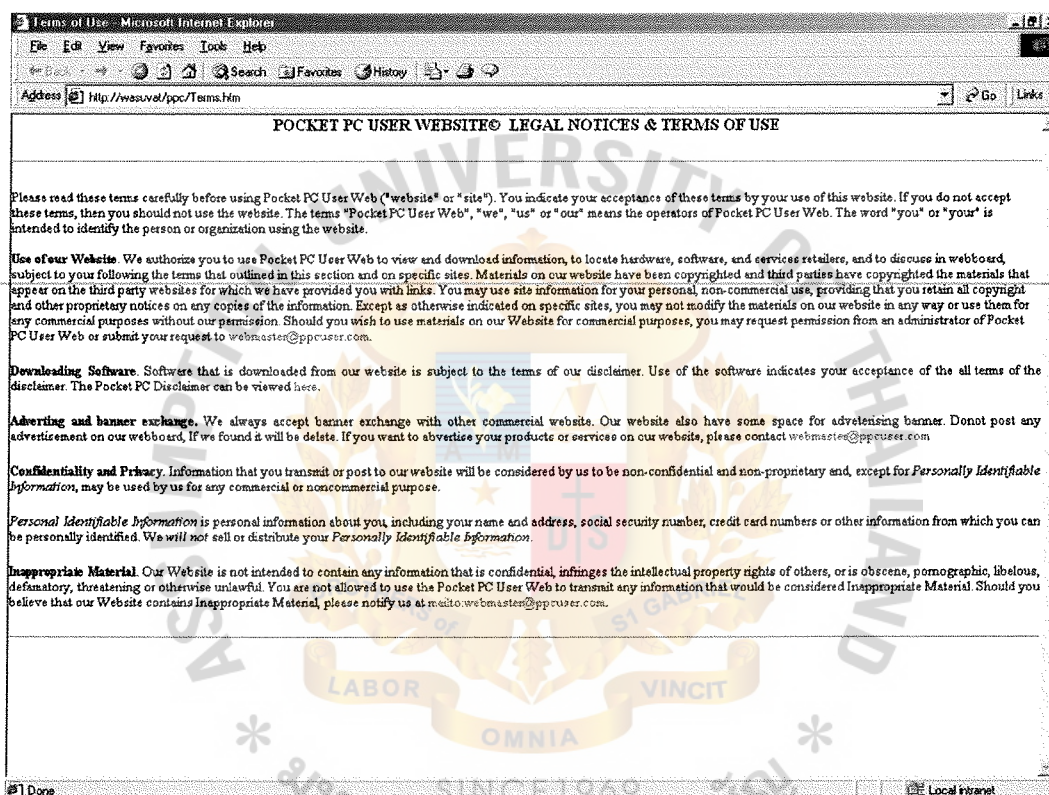 Terms of Use - Microsoft Internet Explorer
File Edit View Favorites Tools Help
Back Search Favorites History
Address http://wasuvat/ppc/Terms.htm Go Links
POCKET PC USER WEBSITE© LEGAL NOTICES & TERMS OF USE
Please read these terms carefully before using Pocket PC User Web ("website" or "site"). You indicate your acceptance of these terms by your use of this website. If you do not accept
these terms, then you should not use the website. The terms "Pocket PC User Web", "we", "us" or "our" means the operators of Pocket PC User Web. The word "you" or "your" is
intended to identify the person or organization using the website.
Use of our Website. We authorize you to use Pocket PC User Web to view and download information, to locate hardware, software, and services retailers, and to discuss in webboard,
subject to your following the terms that outlined in this section and on specific sites. Materials on our website have been copyrighted and third parties have copyrighted the materials that
appear on the third party websites for which we have provided you with links. You may use site information for your personal, non-commercial use, providing that you retain all copyright
and other proprietary notices on any copies of the information. Except as otherwise indicated on specific sites, you may not modify the materials on our website in any way or use them for
any commercial purposes without our permission. Should you wish to use materials on our Website for commercial purposes, you may request permission from an administrator of Pocket
PC User Web or submit your request to webmaster@ppcuser.com.
Downloading Software. Software that is downloaded from our website is subject to the terms of our disclaimer. Use of the software indicates your acceptance of the all terms of the
disclaimer. The Pocket PC Disclaimer can be viewed here.
Adverting and banner exchange. We always accept banner exchange with other commercial website. Our website also have some space for advetensing banner. Donot post any
advertisement on our webboard, If we found it will be delete. If you want to abvertise your products or services on our website, please contact webmaster@ppcuser.com
Confidentiality and Privacy. Information that you transmit or post to our website will be considered by us to be non-confidential and non-proprietary and, except for Personally Identifiable
Information, may be used by us for any commercial or noncommercial purpose.
Personal Identifiable Information is personal information about you, including your name and address, social security number, credit card numbers or other information from which you can
be personally identified. We will not sell or distribute your Personally Identifiable Information.
Inappropriate Material. Our Website is not intended to contain any information that is confidential, infringes the intellectual property rights of others, or is obscene, pornographic, libelous,
defamatory, threatening or otherwise unlawful. You are not allowed to use the Pocket PC User Web to transmit any information that would be considered Inappropriate Material. Should you
believe that our Website contains Inappropriate Material, please notify us at mailto:webmaster@ppcuser.com.
Done Local intranet
ASSUMPTION UNIVERSITY OF THAILAND
A M
D S
ST GABRIEL
LABOR VINCIT
OMNIA
SINCE1969